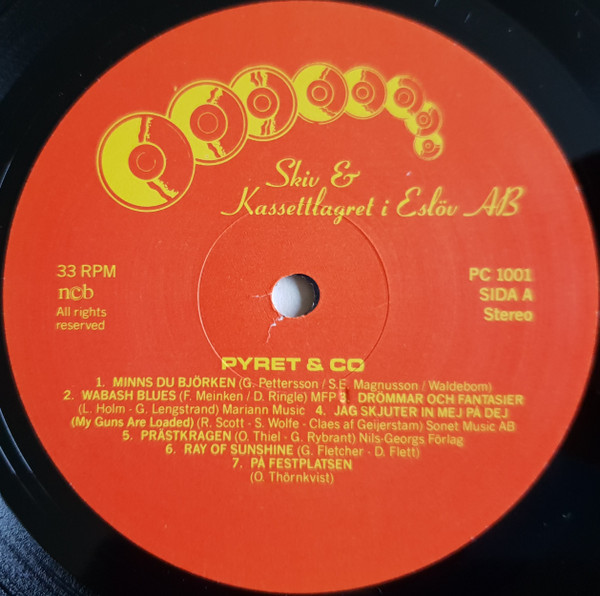 Skiv &
Kassettlagret i Eslöv AB
33 RPM
ncb
All rights
reserved
PC 1001
SIDA A
Stereo
PYRET & CO
1. MINNS DU BJÖRKEN (G. Pettersson / S.E. Magnusson / Waldebom)
2. WABASH BLUES (F. Meinken / D. Ringle) MFP 3. DRÖMMAR OCH FANTASIER
(L. Holm - G. Lengstrand) Mariann Music 4. JAG SKJUTER IN MEJ PÅ DEJ
(My Guns Are Loaded) (R. Scott - S. Wolfe - Claes af Geijerstam) Sonet Music AB
5. PRÄSTKRAGEN (O. Thiel - G. Rybrant) Nils-Georgs Förlag
6. RAY OF SUNSHINE (G. Fletcher - D. Flett)
7. PÅ FESTPLATSEN
(O. Thörnkvist)